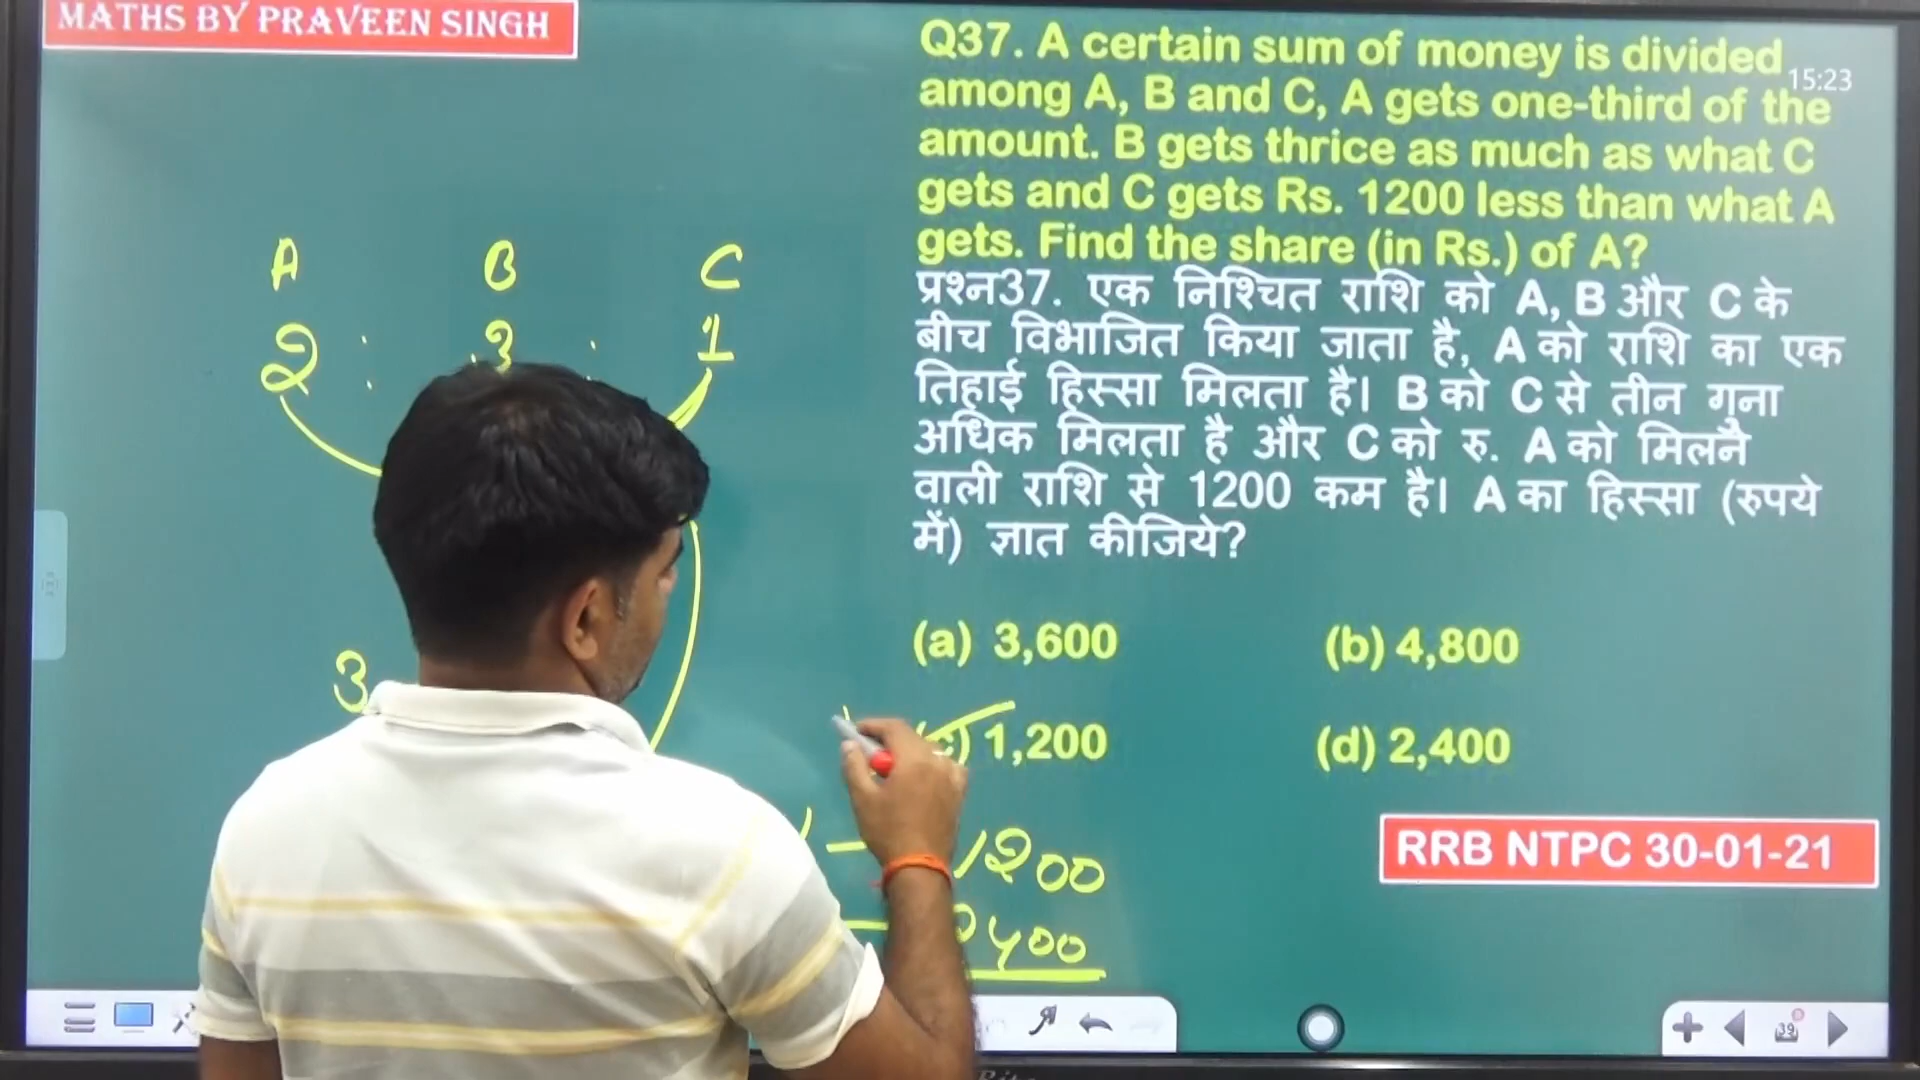 MATHS BY PRAVEEN SINGH
Q37. A certain sum of money is divided
15:23
among A, B and C, A gets one-third of the
amount. B gets thrice as much as what C
gets and C gets Rs. 1200 less than what A
gets. Find the share (in Rs.) of A?
प्रश्न37. एक निश्चित राशि को A, B और C के
बीच विभाजित किया जाता है, A को राशि का एक
तिहाई हिस्सा मिलता है। B को C से तीन गुना
अधिक मिलता है और C को रु. A को मिलने
वाली राशि से 1200 कम है। A का हिस्सा (रुपये
में) ज्ञात कीजिये?
A B C
2 : 3 : 1
3
(a) 3,600 (b) 4,800
(c) 1,200 (d) 2,400
1200
2400
RRB NTPC 30-01-21
39